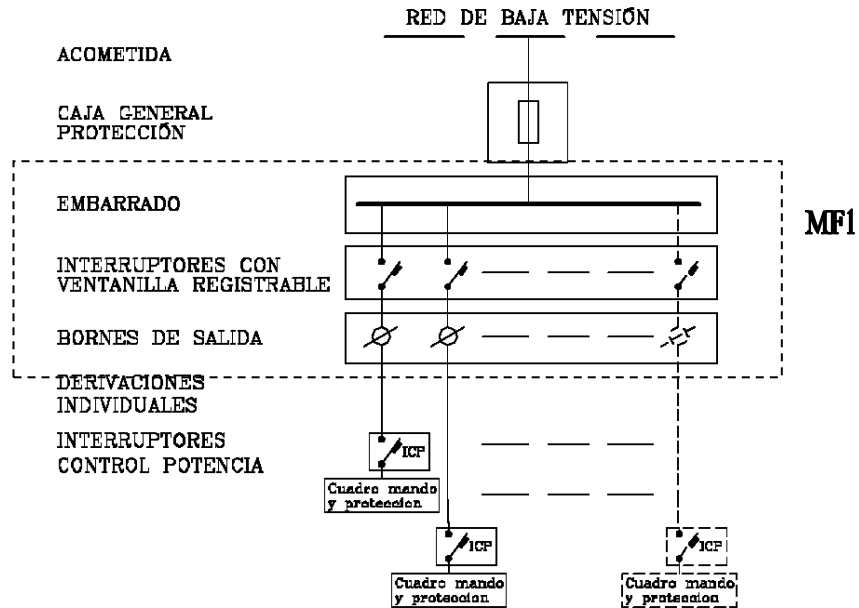 RED DE BAJA TENSIÓN
ACOMETIDA
CAJA GENERAL
PROTECCIÓN
EMBARRADO
MF1
INTERRUPTORES CON
VENTANILLA REGISTRABLE
BORNES DE SALIDA
DERIVACIONES
INDIVIDUALES
INTERRUPTORES
CONTROL POTENCIA
ICP
Cuadro mando
y proteccion
ICP
Cuadro mando
y proteccion
ICP
Cuadro mando
y proteccion